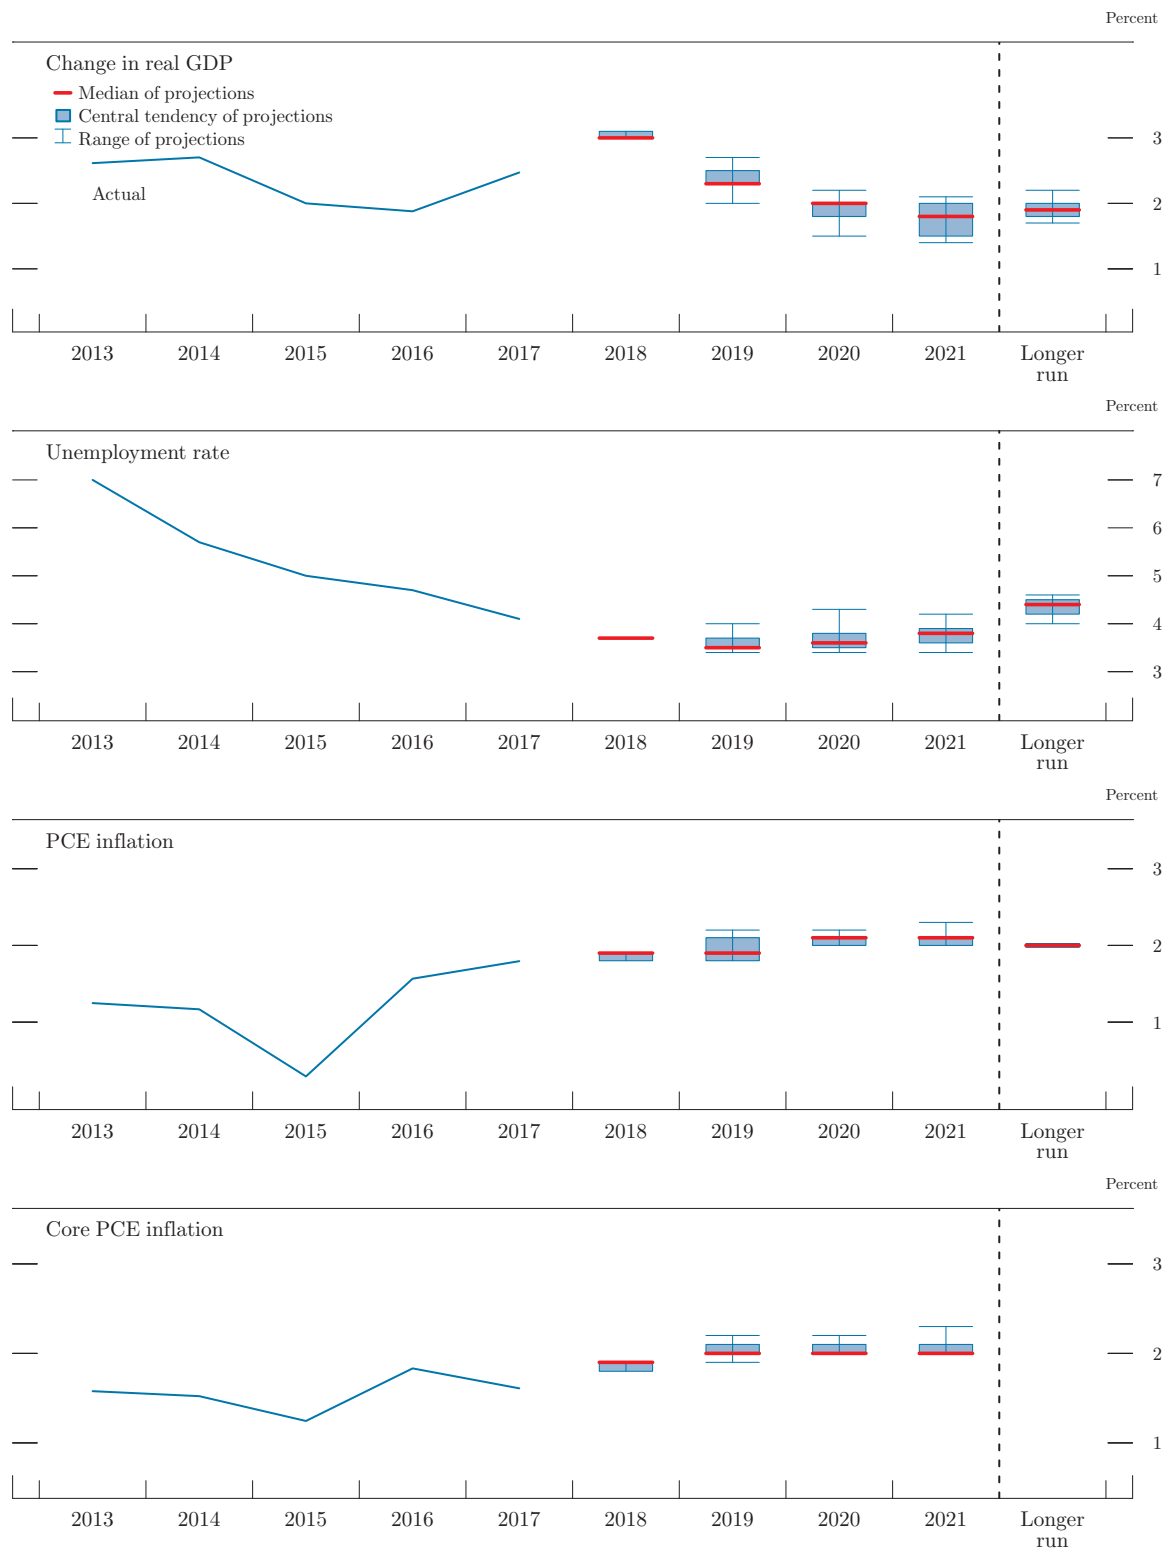 Percent
Change in real GDP
Median of projections
Central tendency of projections
Range of projections
Actual
3
2
1
2013 2014 2015 2016 2017 2018 2019 2020 2021 Longer
run
Percent
Unemployment rate
7
6
5
4
3
2013 2014 2015 2016 2017 2018 2019 2020 2021 Longer
run
Percent
PCE inflation
3
2
1
2013 2014 2015 2016 2017 2018 2019 2020 2021 Longer
run
Percent
Core PCE inflation
3
2
1
2013 2014 2015 2016 2017 2018 2019 2020 2021 Longer
run